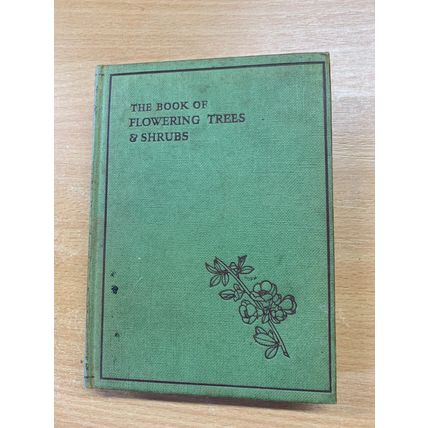 THE BOOK OF
FLOWERING TREES
& SHRUBS